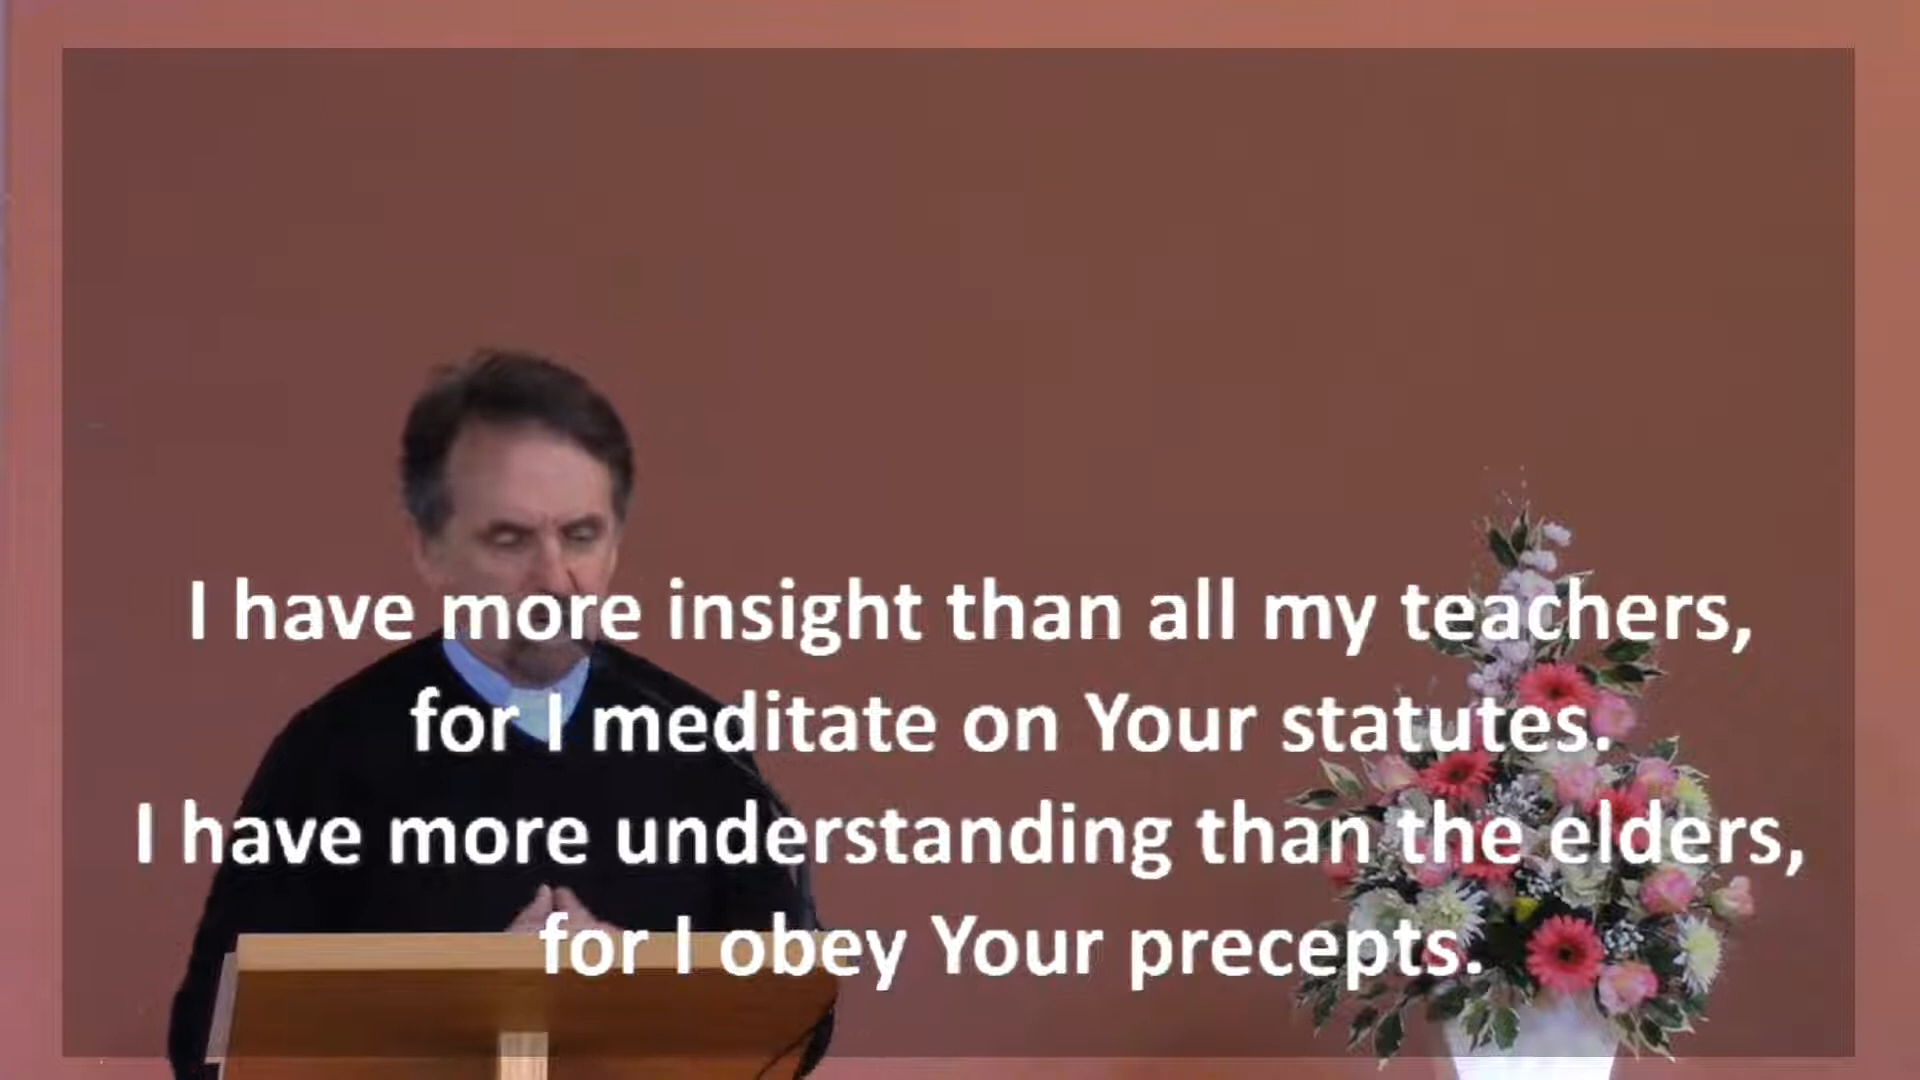 I have more insight than all my teachers,
for I meditate on Your statutes.
I have more understanding than the elders,
for I obey Your precepts.